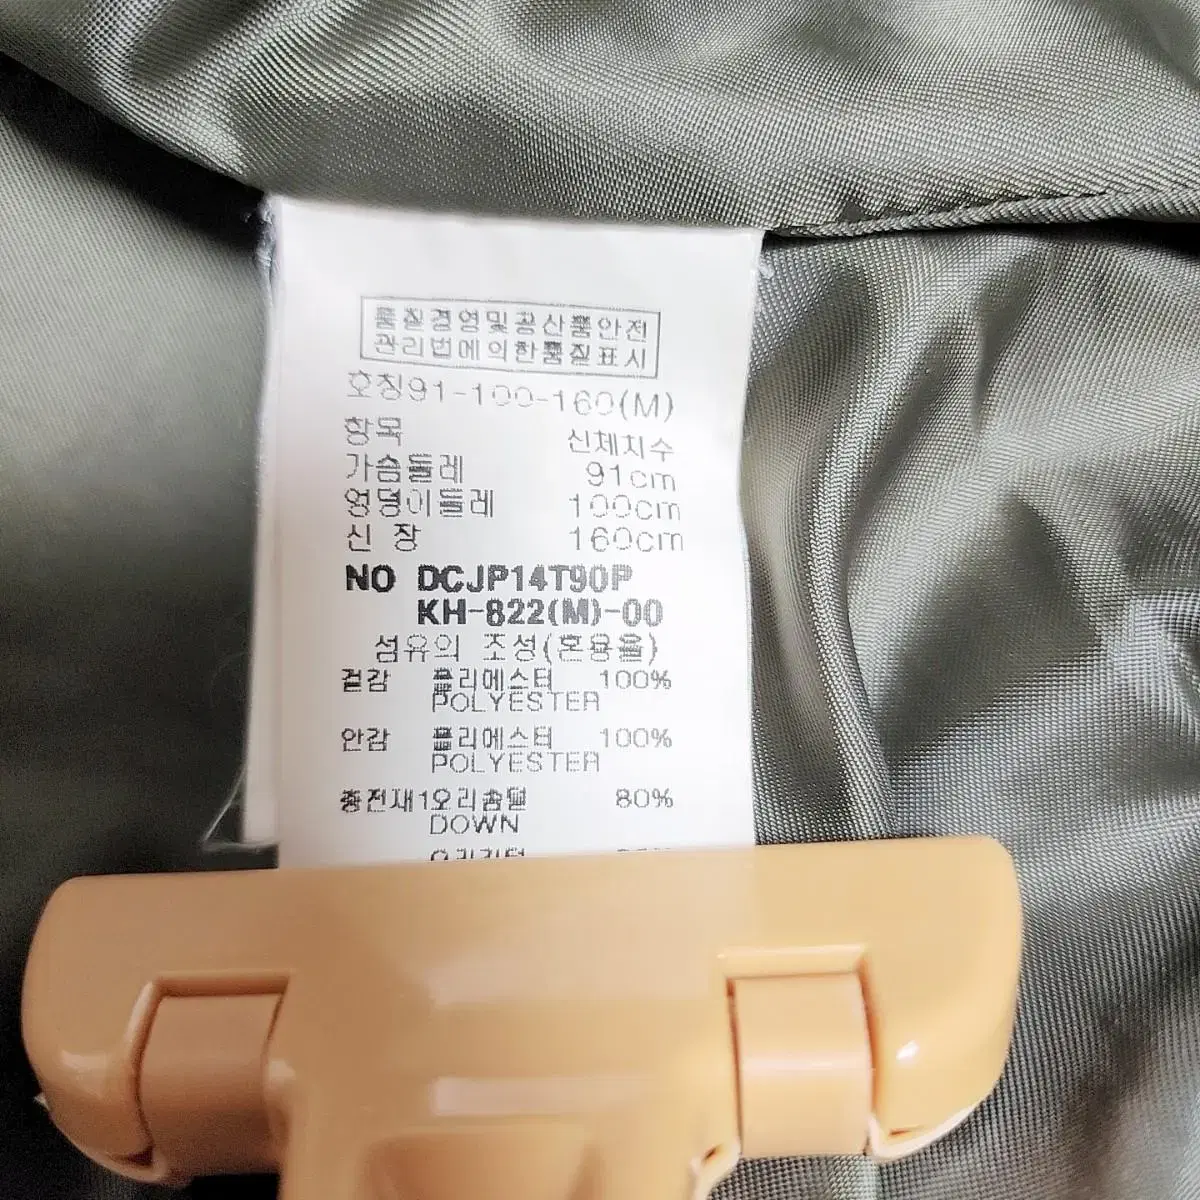 품질경영및공산품안전
관리법에의한품질표시
호칭91-100-160(M)
항목 신체치수
가슴둘레 91cm
엉덩이둘레 100cm
신 장 160cm
NO DCJP14T90P
KH-822(M)-00
섬유의 조성(혼용율)
겉감 폴리에스터 100%
POLYESTER
안감 폴리에스터 100%
POLYESTER
충전재1오리솜털 80%
DOWN